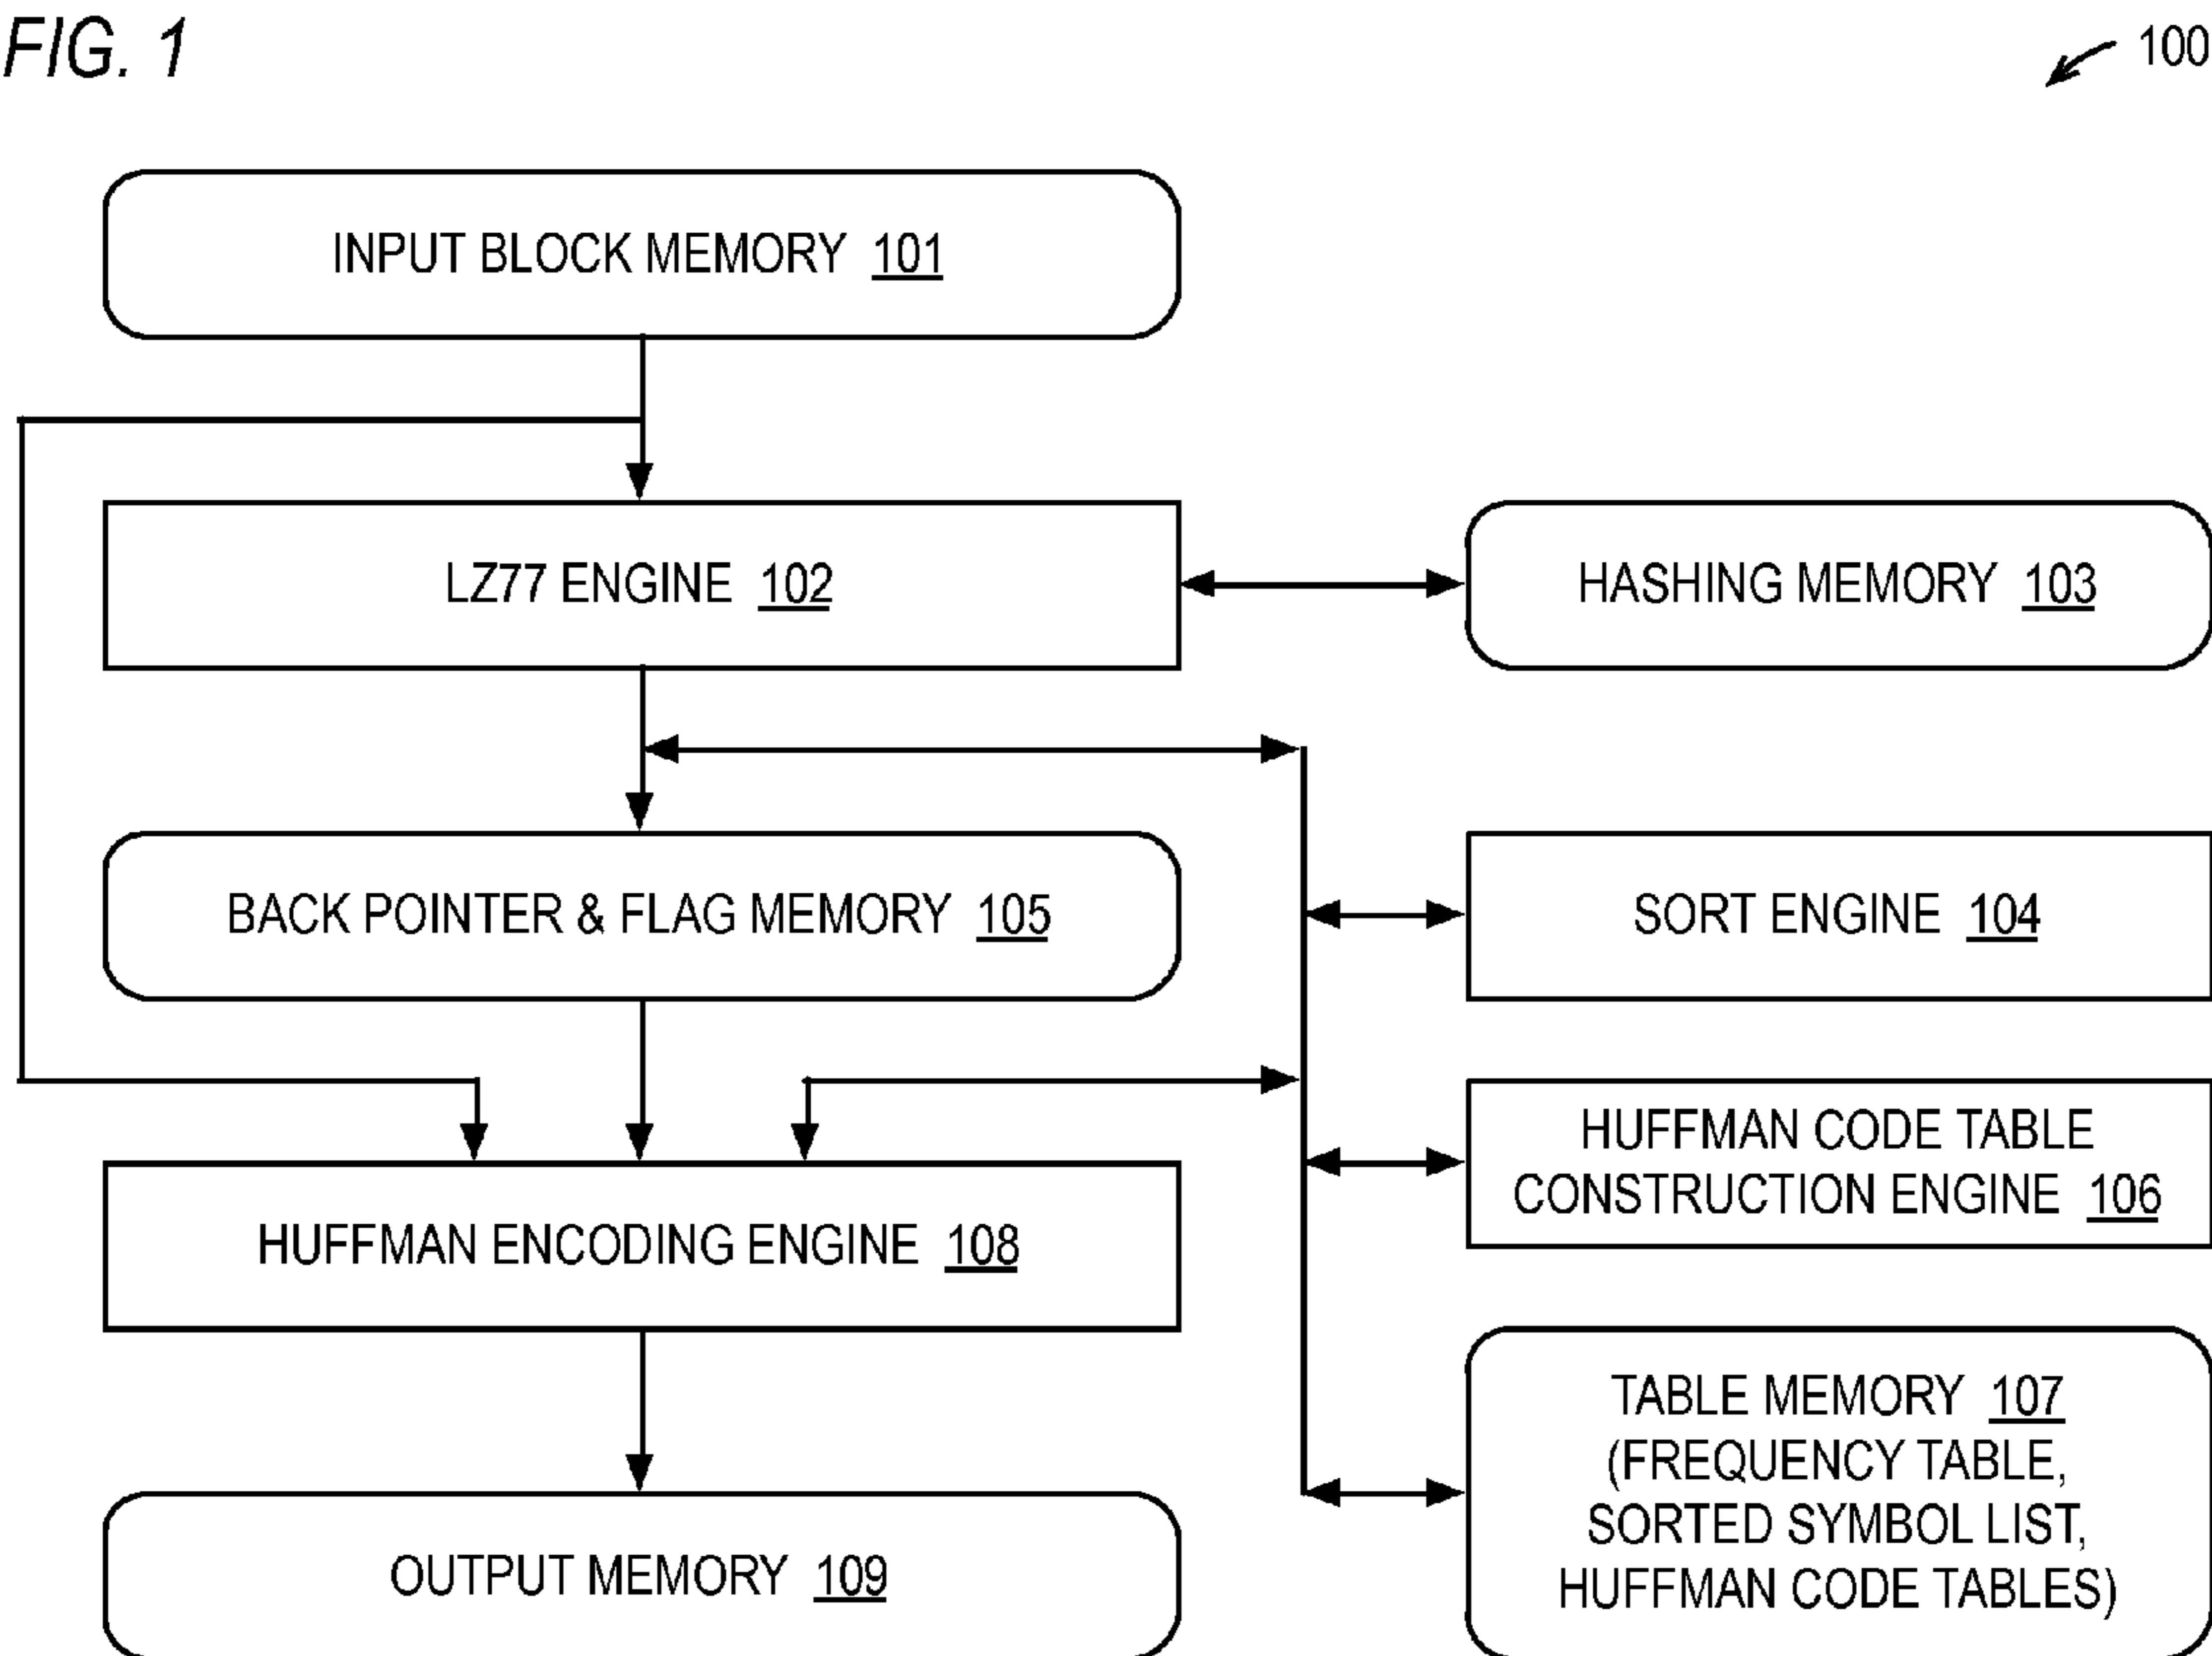 FIG. 1
100
INPUT BLOCK MEMORY 101
LZ77 ENGINE 102
HASHING MEMORY 103
BACK POINTER & FLAG MEMORY 105
SORT ENGINE 104
HUFFMAN CODE TABLE
CONSTRUCTION ENGINE 106
HUFFMAN ENCODING ENGINE 108
TABLE MEMORY 107
(FREQUENCY TABLE,
SORTED SYMBOL LIST,
HUFFMAN CODE TABLES)
OUTPUT MEMORY 109